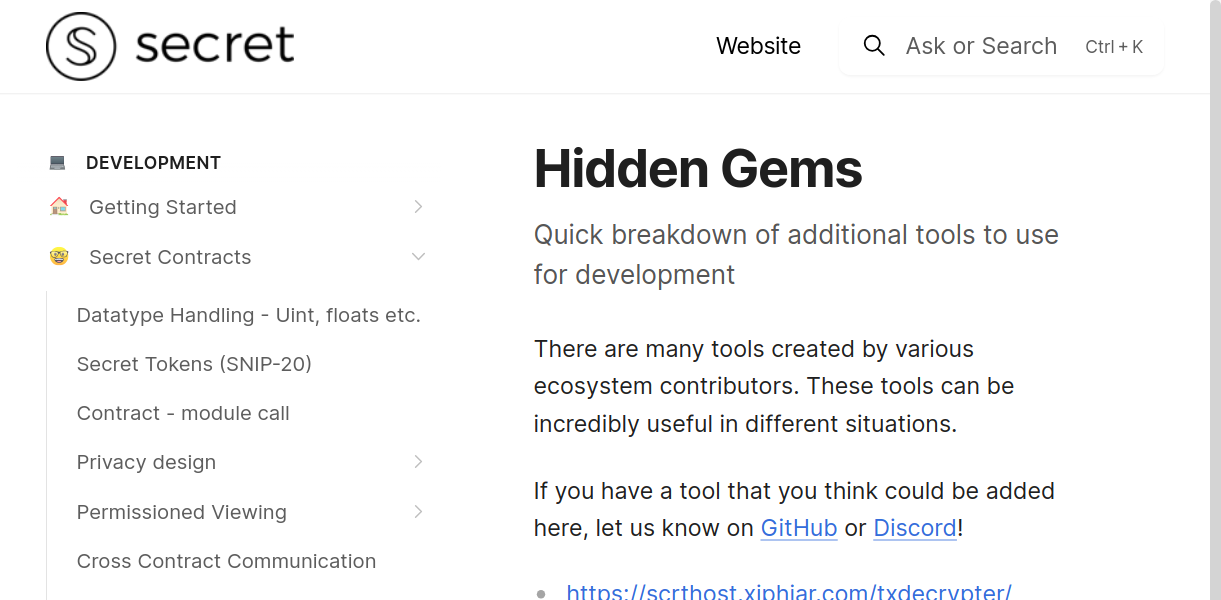 secret
Website
Ask or Search Ctrl + K
DEVELOPMENT
Getting Started
Secret Contracts
Datatype Handling - Uint, floats etc.
Secret Tokens (SNIP-20)
Contract - module call
Privacy design
Permissioned Viewing
Cross Contract Communication
Hidden Gems
Quick breakdown of additional tools to use
for development
There are many tools created by various
ecosystem contributors. These tools can be
incredibly useful in different situations.
If you have a tool that you think could be added
here, let us know on GitHub or Discord!
https://scrthost.xiphiar.com/txdecrypter/